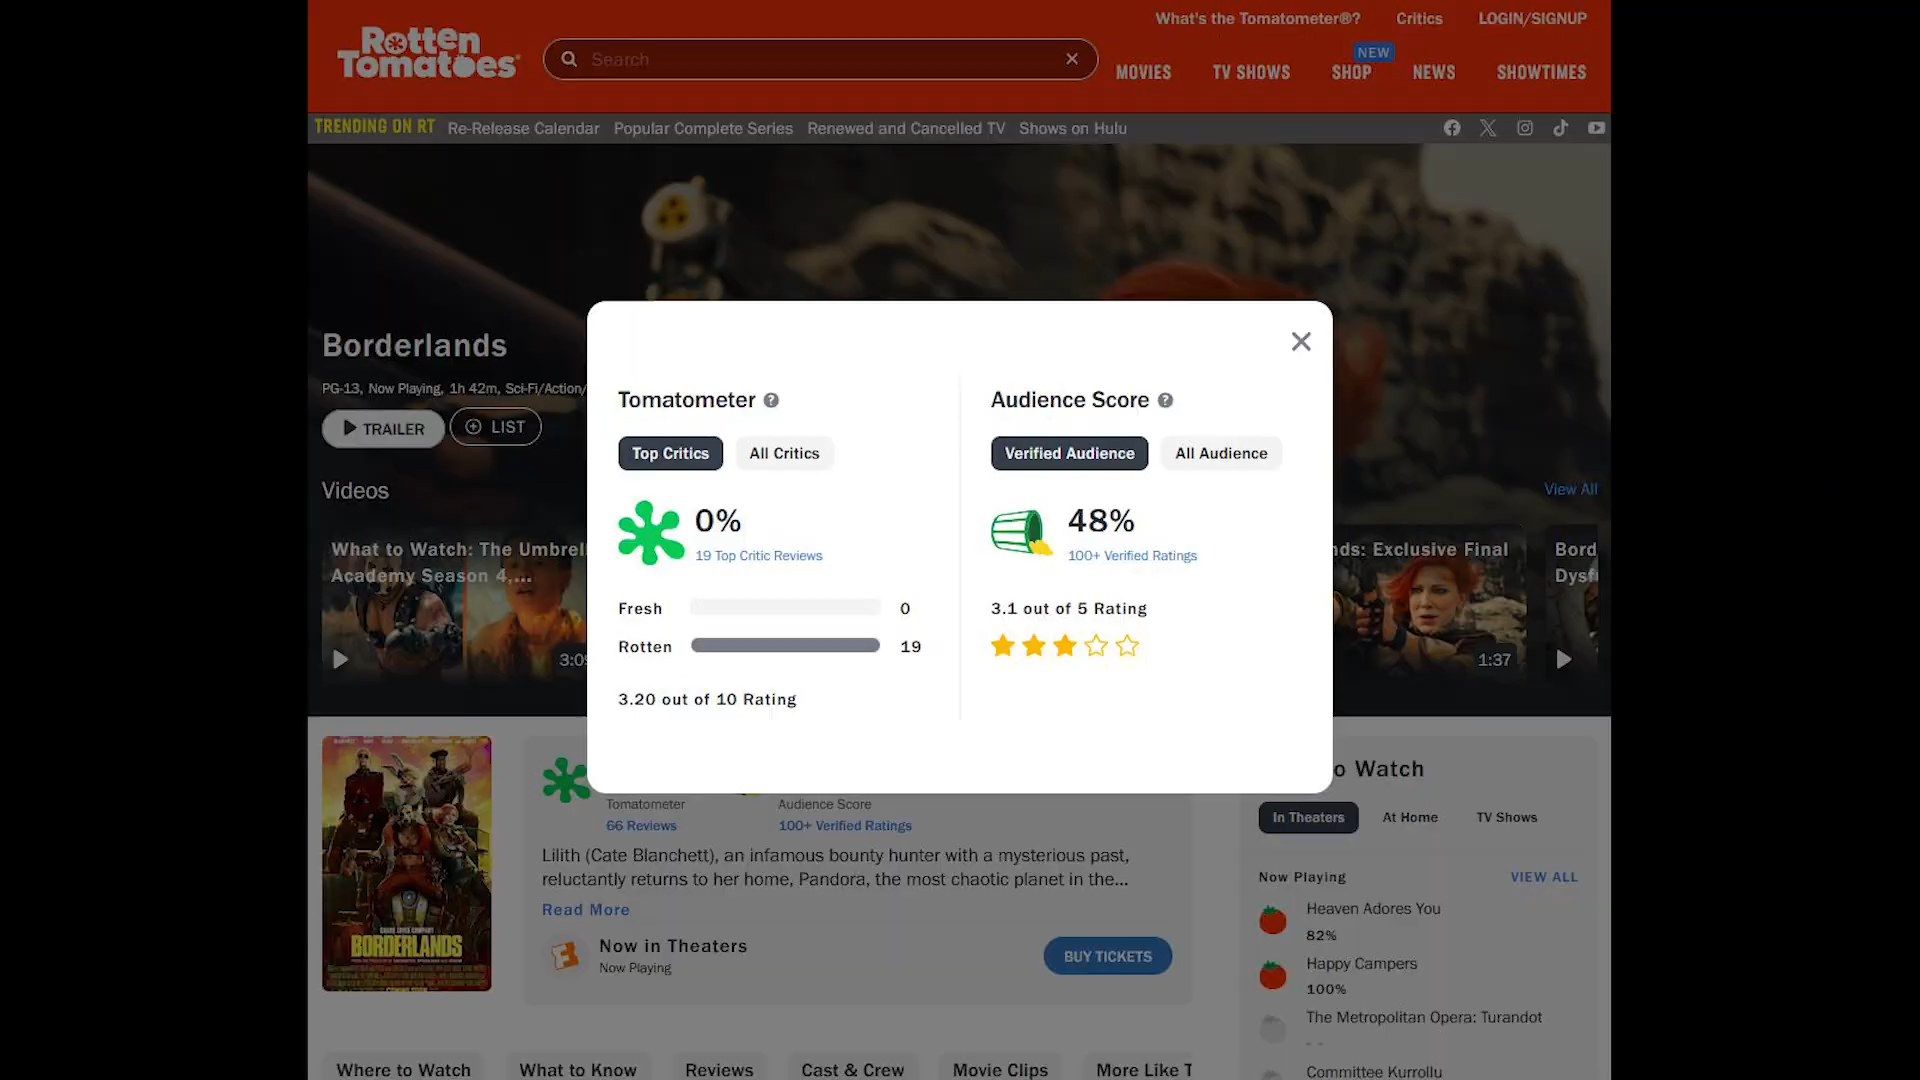 What's the Tomatometer®?
Critics
LOGIN/SIGNUP
Rotten
Tomatoes
Search
MOVIES
TV SHOWS
NEW
SHOP
NEWS
SHOWTIMES
TRENDING ON RT
Re-Release Calendar
Popular Complete Series
Renewed and Cancelled TV
Shows on Hulu
Borderlands
PG-13, Now Playing, 1h 42m, Sci-Fi/Action/
TRAILER
LIST
Videos
View All
What to Watch: The Umbrel
Academy Season 4,...
3:09
nds: Exclusive Final
1:37
Bord
Dysf
Tomatometer
Top Critics
All Critics
0%
19 Top Critic Reviews
Fresh
0
Rotten
19
3.20 out of 10 Rating
Audience Score
Verified Audience
All Audience
48%
100+ Verified Ratings
3.1 out of 5 Rating
BORDERLANDS
COMING SOON
Tomatometer
66 Reviews
Audience Score
100+ Verified Ratings
Lilith (Cate Blanchett), an infamous bounty hunter with a mysterious past,
reluctantly returns to her home, Pandora, the most chaotic planet in the...
Read More
Now in Theaters
Now Playing
BUY TICKETS
o Watch
In Theaters
At Home
TV Shows
Now Playing
VIEW ALL
Heaven Adores You
82%
Happy Campers
100%
The Metropolitan Opera: Turandot
- -
Committee Kurrollu
Where to Watch
What to Know
Reviews
Cast & Crew
Movie Clips
More Like T